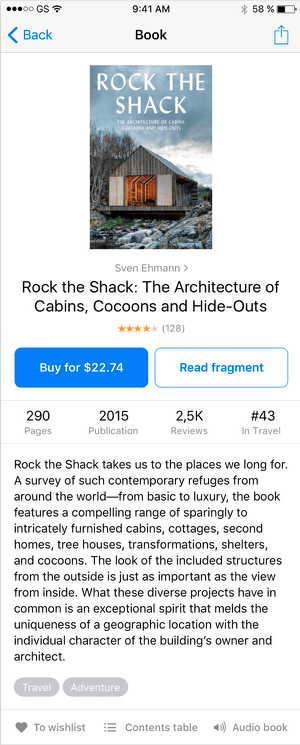 GS 9:41 AM 58 %
Back Book
ROCK THE
SHACK
THE ARCHITECTURE OF CABINS,
COCOONS AND HIDE-OUTS
Sven Ehmann
Rock the Shack: The Architecture of
Cabins, Cocoons and Hide-Outs
(128)
Buy for $22.74 Read fragment
290 2015 2,5K #43
Pages Publication Reviews In Travel
Rock the Shack takes us to the places we long for.
A survey of such contemporary refuges from
around the world—from basic to luxury, the book
features a compelling range of sparingly to
intricately furnished cabins, cottages, second
homes, tree houses, transformations, shelters,
and cocoons. The look of the included structures
from the outside is just as important as the view
from inside. What these diverse projects have in
common is an exceptional spirit that melds the
uniqueness of a geographic location with the
individual character of the building's owner and
architect.
Travel Adventure
To wishlist Contents table Audio book